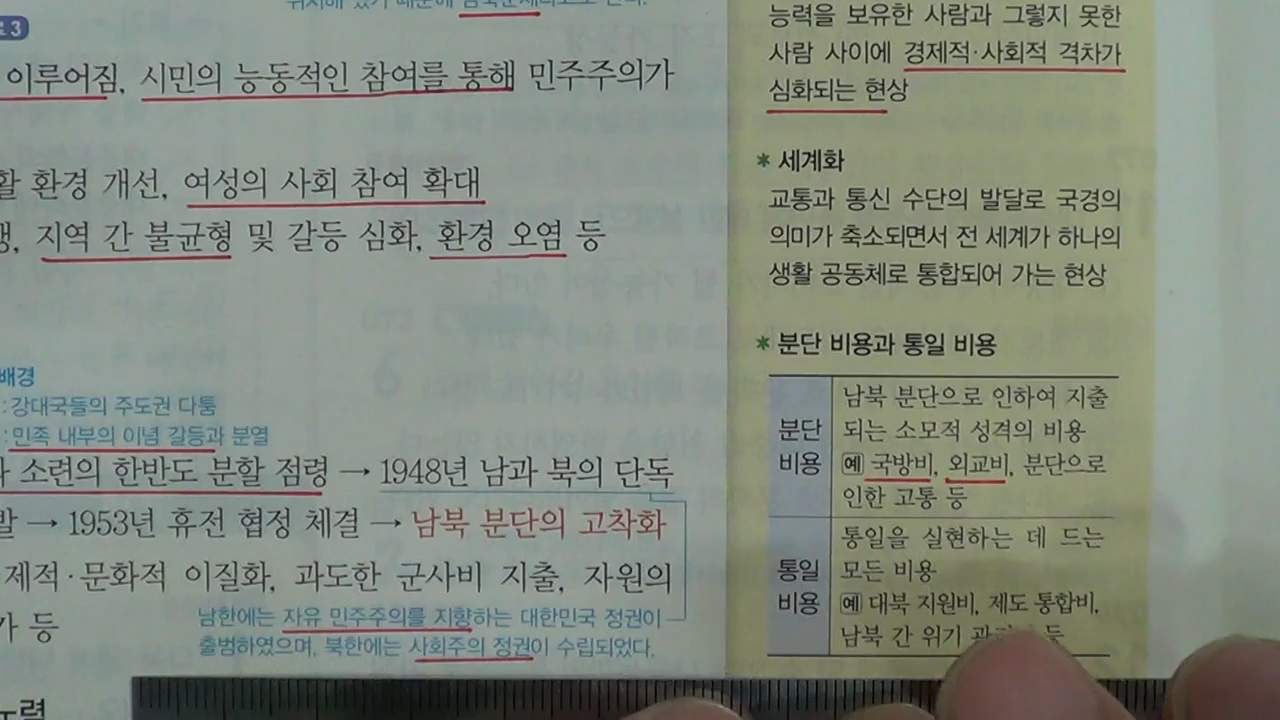 3
이루어짐, 시민의 능동적인 참여를 통해 민주주의가
환경 개선, 여성의 사회 참여 확대
지역 간 불균형 및 갈등 심화, 환경 오염 등
배경
: 강대국들의 주도권 다툼
: 민족 내부의 이념 갈등과 분열
소련의 한반도 분할 점령 → 1948년 남과 북의 단독
발 → 1953년 휴전 협정 체결 → 남북 분단의 고착화
제적·문화적 이질화, 과도한 군사비 지출, 자원의
가 등
남한에는 자유 민주주의를 지향하는 대한민국 정권이
출범하였으며, 북한에는 사회주의 정권이 수립되었다.
노력
능력을 보유한 사람과 그렇지 못한
사람 사이에 경제적·사회적 격차가
심화되는 현상
* 세계화
교통과 통신 수단의 발달로 국경의
의미가 축소되면서 전 세계가 하나의
생활 공동체로 통합되어 가는 현상
* 분단 비용과 통일 비용
분단
비용
남북 분단으로 인하여 지출
되는 소모적 성격의 비용
예 국방비, 외교비, 분단으로
인한 고통 등
통일
비용
통일을 실현하는 데 드는
모든 비용
예 대북 지원비, 제도 통합비,
남북 간 위기 등